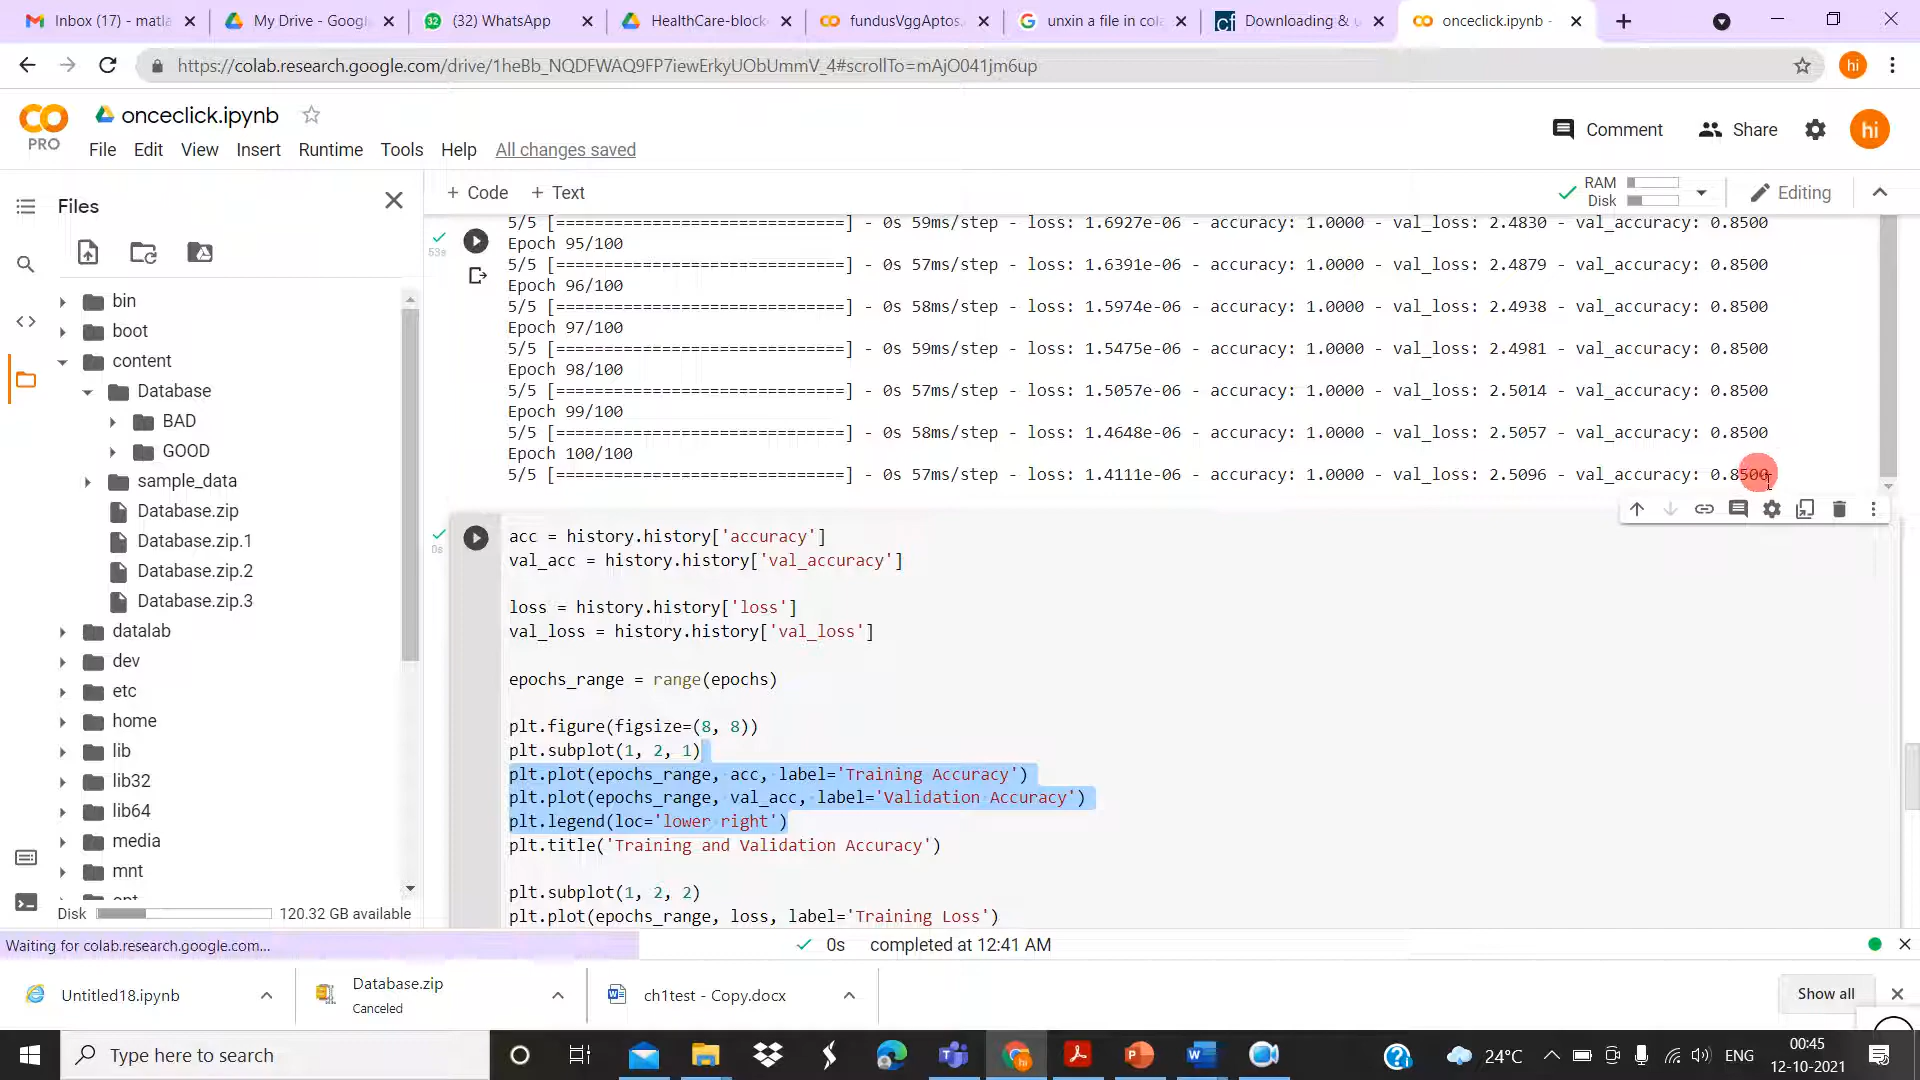 Inbox (17) - matla
My Drive - Googl
(32) WhatsApp
HealthCare-block
fundusVggAptos.
unxin a file in col
Downloading & u
onceclick.ipynb -
https://colab.research.google.com/drive/1heBb_NQDFWAQ9FP7iewErkyUObUmmV_4#scrollTo=mAjO041jm6up
hi
onceclick.ipynb
PRO
File Edit View Insert Runtime Tools Help All changes saved
Comment
Share
hi
Files
+ Code + Text
RAM
Disk
Editing
53s
5/5 [==============================] - 0s 59ms/step - loss: 1.6927e-06 - accuracy: 1.0000 - val_loss: 2.4830 - val_accuracy: 0.8500
Epoch 95/100
5/5 [==============================] - 0s 57ms/step - loss: 1.6391e-06 - accuracy: 1.0000 - val_loss: 2.4879 - val_accuracy: 0.8500
Epoch 96/100
5/5 [==============================] - 0s 58ms/step - loss: 1.5974e-06 - accuracy: 1.0000 - val_loss: 2.4938 - val_accuracy: 0.8500
Epoch 97/100
5/5 [==============================] - 0s 59ms/step - loss: 1.5475e-06 - accuracy: 1.0000 - val_loss: 2.4981 - val_accuracy: 0.8500
Epoch 98/100
5/5 [==============================] - 0s 57ms/step - loss: 1.5057e-06 - accuracy: 1.0000 - val_loss: 2.5014 - val_accuracy: 0.8500
Epoch 99/100
5/5 [==============================] - 0s 58ms/step - loss: 1.4648e-06 - accuracy: 1.0000 - val_loss: 2.5057 - val_accuracy: 0.8500
Epoch 100/100
5/5 [==============================] - 0s 57ms/step - loss: 1.4111e-06 - accuracy: 1.0000 - val_loss: 2.5096 - val_accuracy: 0.8500
bin
boot
content
Database
BAD
GOOD
sample_data
Database.zip
Database.zip.1
Database.zip.2
Database.zip.3
datalab
dev
etc
home
lib
lib32
lib64
media
mnt
Disk
120.32 GB available
0s
acc = history.history['accuracy']
val_acc = history.history['val_accuracy']
loss = history.history['loss']
val_loss = history.history['val_loss']
epochs_range = range(epochs)
plt.figure(figsize=(8, 8))
plt.subplot(1, 2, 1)
plt.plot(epochs_range, acc, label='Training Accuracy')
plt.plot(epochs_range, val_acc, label='Validation Accuracy')
plt.legend(loc='lower right')
plt.title('Training and Validation Accuracy')
plt.subplot(1, 2, 2)
plt.plot(epochs_range, loss, label='Training Loss')
Waiting for colab.research.google.com...
0s completed at 12:41 AM
Untitled18.ipynb
Database.zip
Canceled
ch1test - Copy.docx
Show all
Type here to search
24°C
ENG
00:45
12-10-2021